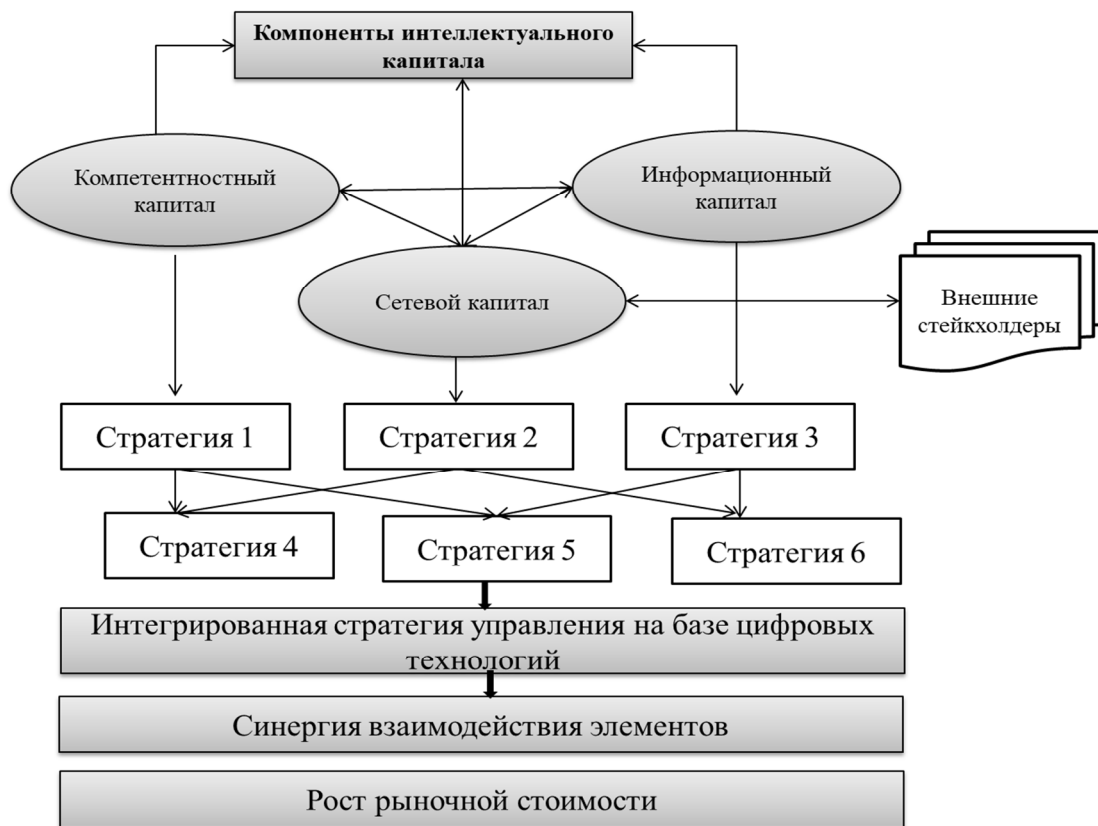 Компоненты интеллектуального
капитала
Компетентностный
капитал
Информационный
капитал
Сетевой капитал
Внешние
стейкхолдеры
Стратегия 1
Стратегия 2
Стратегия 3
Стратегия 4
Стратегия 5
Стратегия 6
Интегрированная стратегия управления на базе цифровых
технологий
Синергия взаимодействия элементов
Рост рыночной стоимости